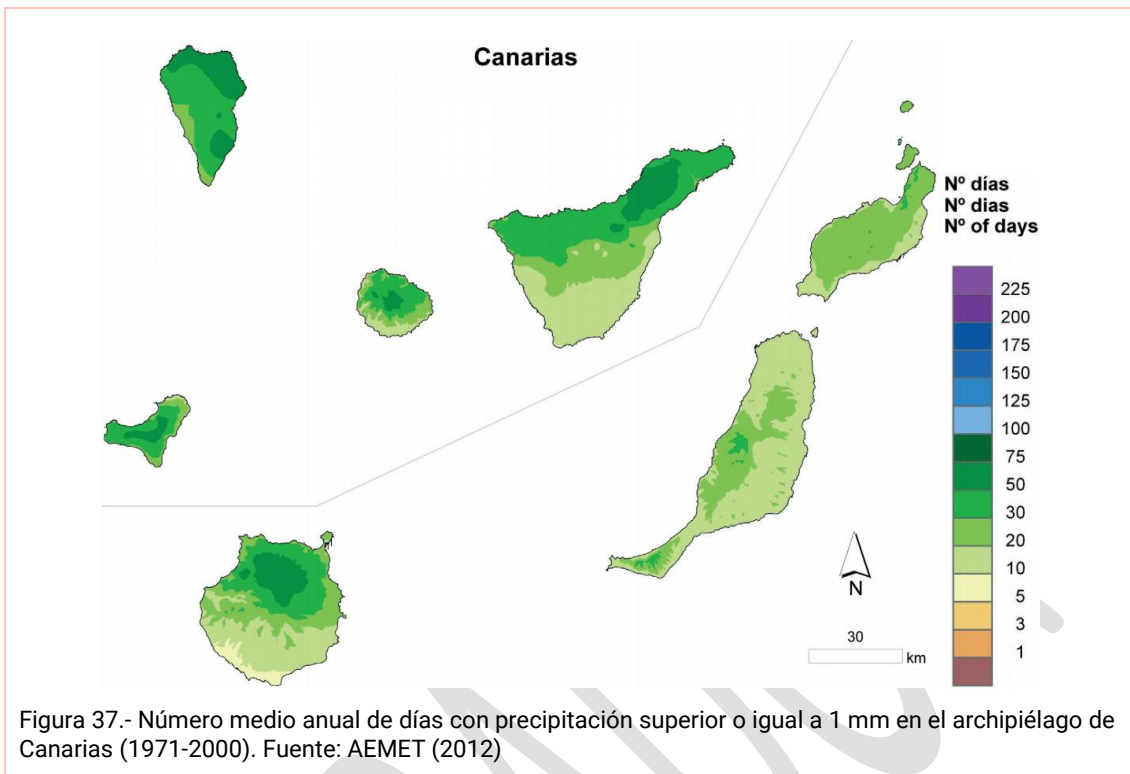 Canarias
Nº días
Nº dias
Nº of days
225
200
175
150
125
100
75
50
30
20
10
5
3
1
N
30
km
Figura 37.- Número medio anual de días con precipitación superior o igual a 1 mm en el archipiélago de
Canarias (1971-2000). Fuente: AEMET (2012)